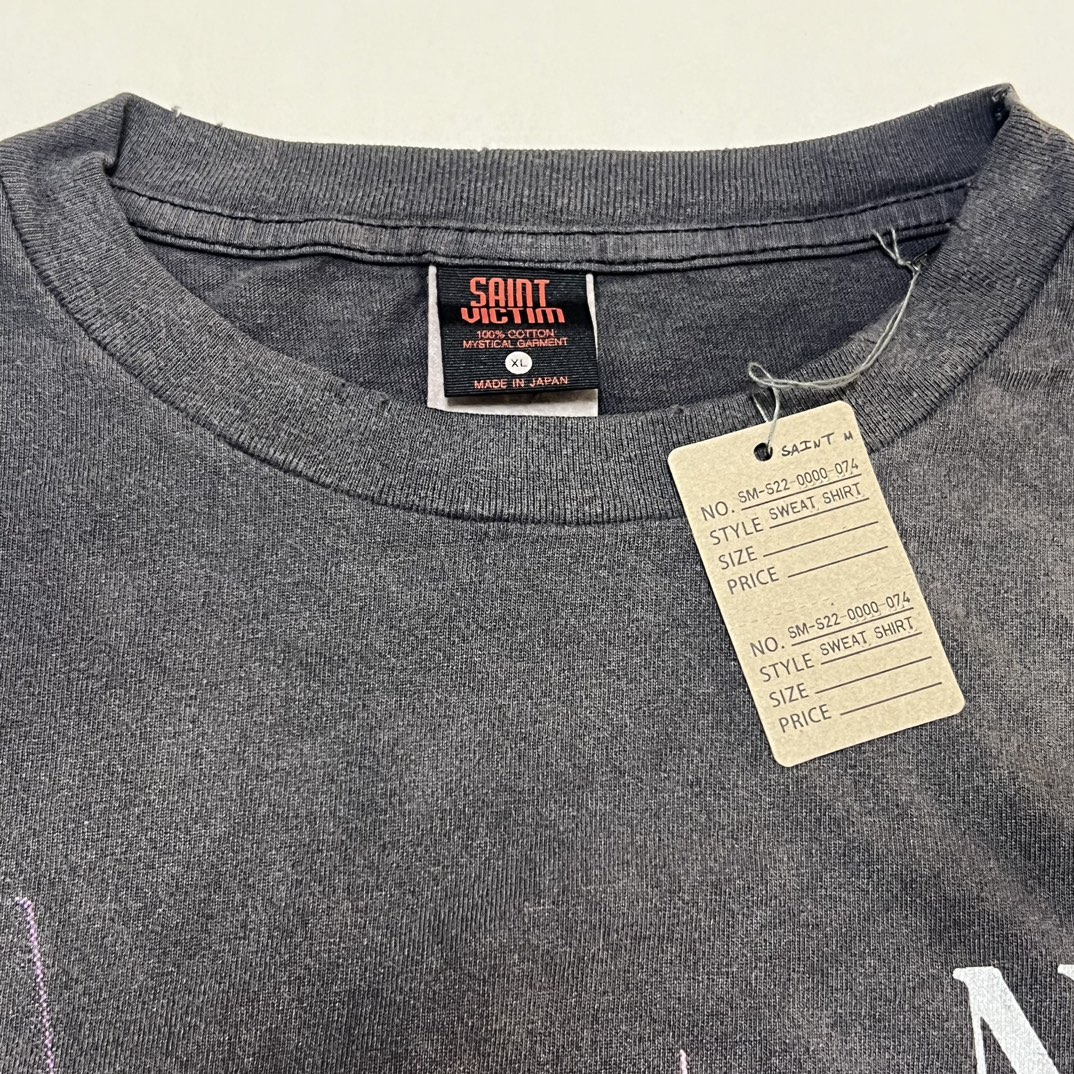 SAINT
VICTIM
100% COTTON
MYSTICAL GARMENT
XL
MADE IN JAPAN
SAINT M
NO. SM-S22-0000-074
STYLE SWEAT SHIRT
SIZE
PRICE
NO. SM-S22-0000-074
STYLE SWEAT SHIRT
SIZE
PRICE
N